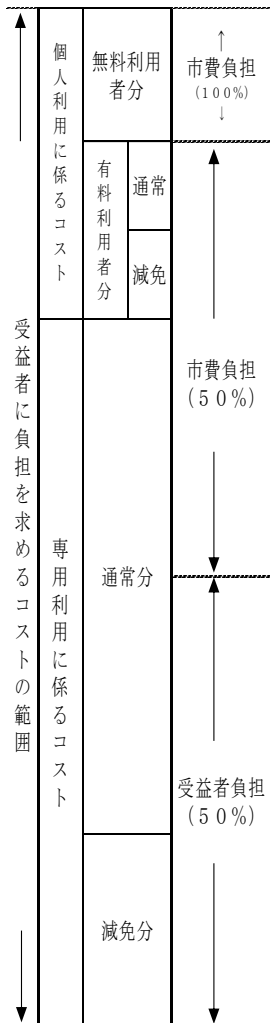 受益者に負担を求めるコストの範囲
個人利用に係るコスト
無料利用
者分
有料利用者分
通常
減免
専用利用に係るコスト
通常分
減免分
↑
市費負担
(100%)
↓
市費負担
(50%)
受益者負担
(50%)